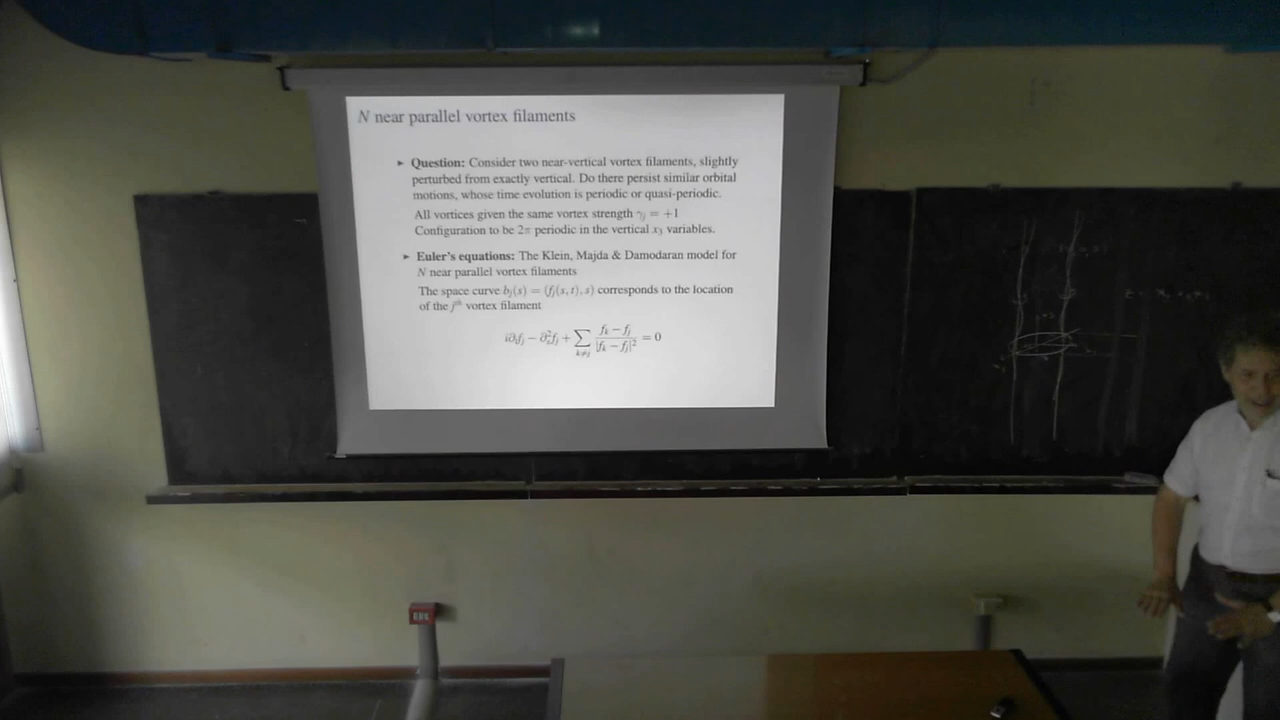 N near parallel vortex filaments
► Question: Consider two near-vertical vortex filaments, slightly
perturbed from exactly vertical. Do there persist similar orbital
motions, whose time evolution is periodic or quasi-periodic.
All vortices given the same vortex strength γⱼ = +1
Configuration to be 2π periodic in the vertical x₃ variables.
► Euler's equations: The Klein, Majda & Damodaran model for
N near parallel vortex filaments
The space curve bⱼ(s) = (fⱼ(s, t), s) corresponds to the location
of the jᵗʰ vortex filament
i∂ₜfⱼ − ∂ₛ²fⱼ + ∑_{k≠j} (fₖ − fⱼ)/|fₖ − fⱼ|² = 0